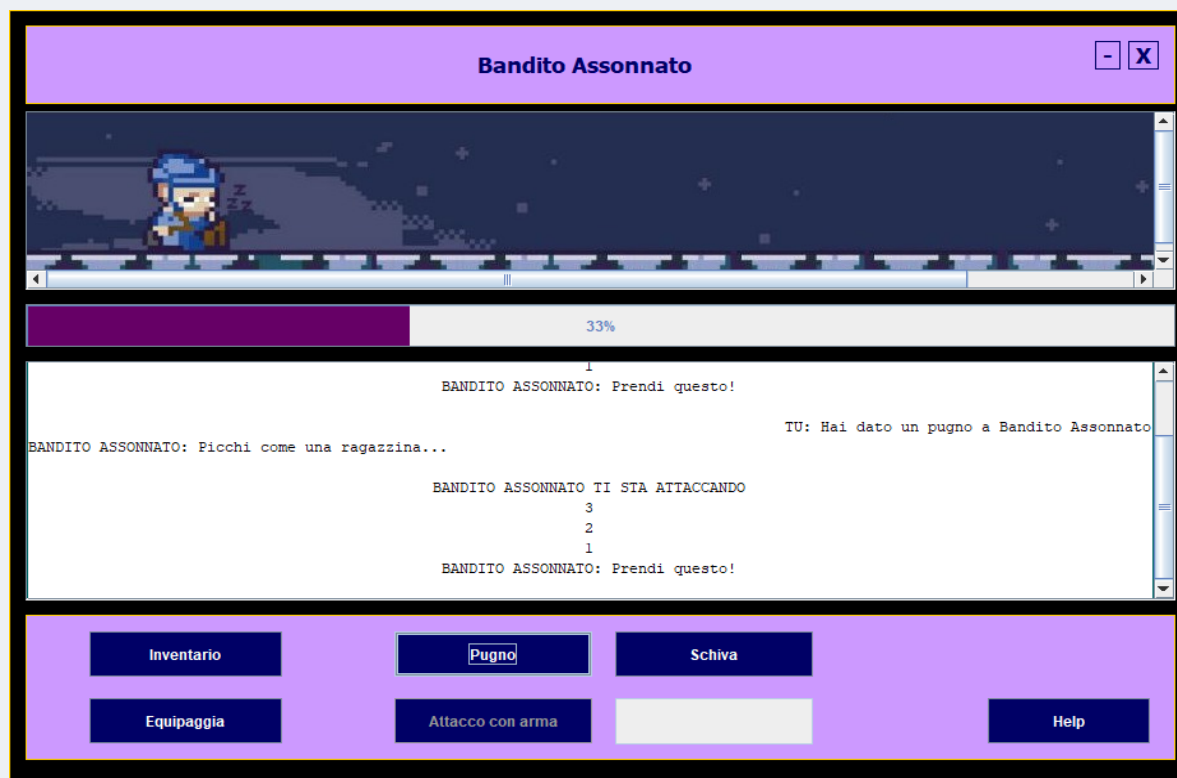 Bandito Assonnato
- X
z
z z
33%
1
BANDITO ASSONNATO: Prendi questo!
TU: Hai dato un pugno a Bandito Assonnato
BANDITO ASSONNATO: Picchi come una ragazzina...
BANDITO ASSONNATO TI STA ATTACCANDO
3
2
1
BANDITO ASSONNATO: Prendi questo!
Inventario Pugno Schiva
Equipaggia Attacco con arma Help